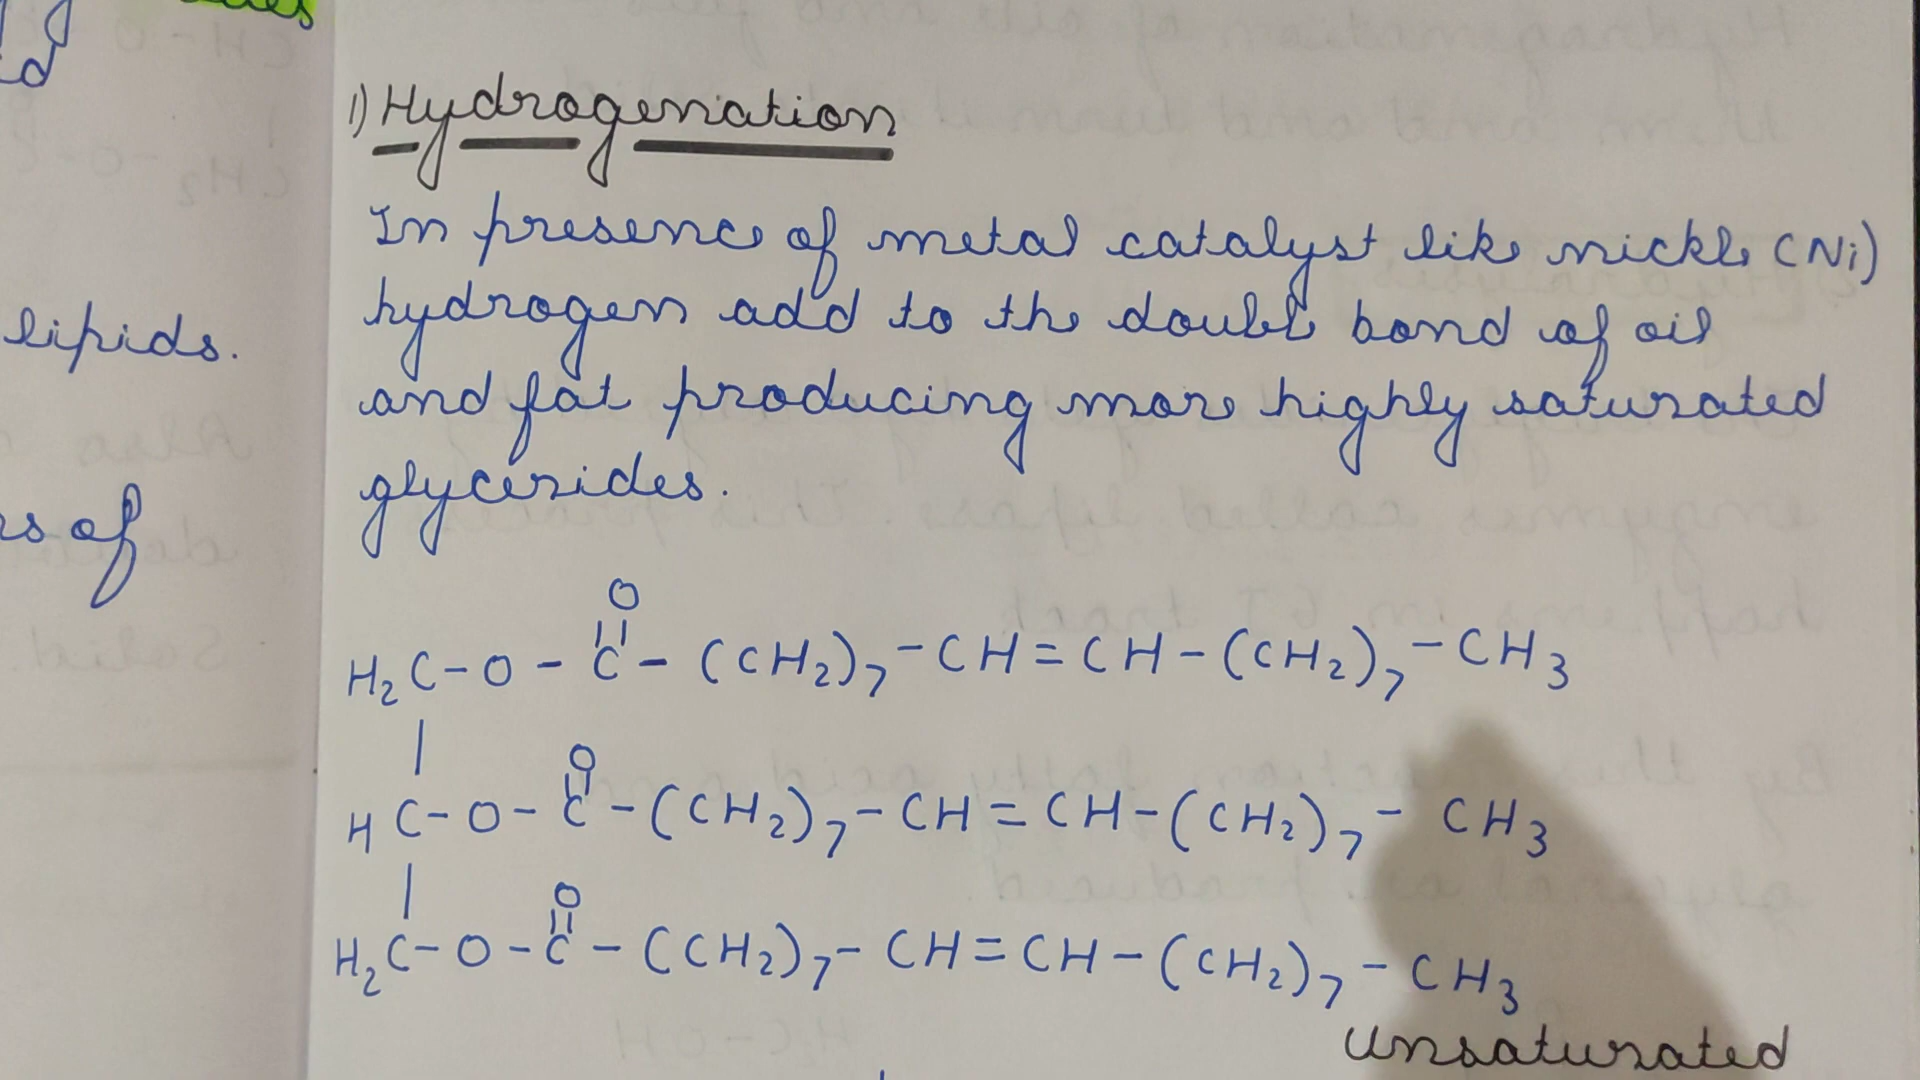 lipids.
of
1) Hydrogenation
In presence of metal catalyst like nickle (Ni)
hydrogen add to the double bond of oil
and fat producing more highly saturated
glycerides.
O
H₂C-O-C-(CH₂)₇-CH=CH-(CH₂)₇-CH₃
O
HC-O-C-(CH₂)₇-CH=CH-(CH₂)₇-CH₃
O
H₂C-O-C-(CH₂)₇-CH=CH-(CH₂)₇-CH₃
Unsaturated